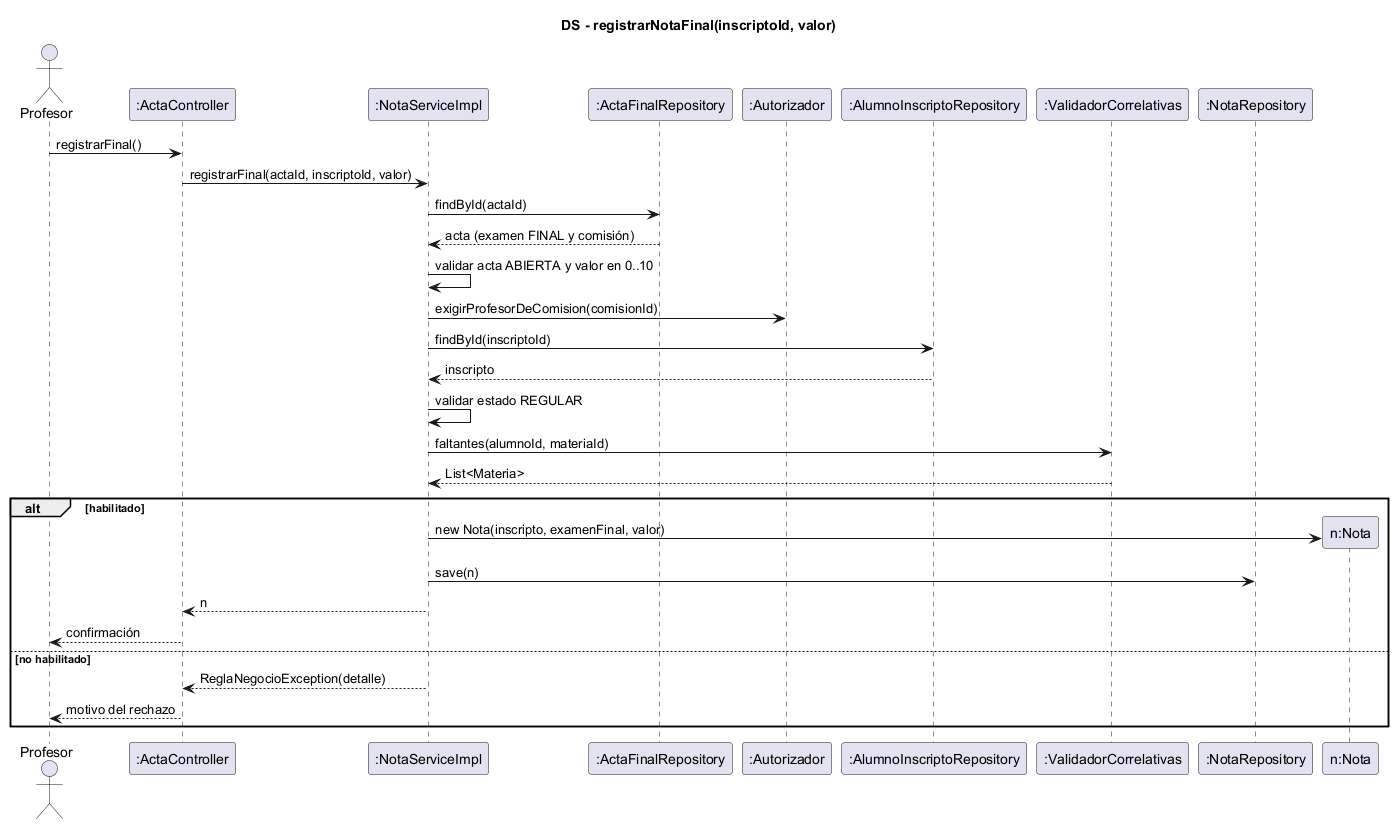 DS - registrarNotaFinal(inscriptoId, valor)
Profesor
:ActaController
:NotaServiceImpl
:ActaFinalRepository
:Autorizador
:AlumnoInscriptoRepository
:ValidadorCorrelativas
:NotaRepository
registrarFinal()
registrarFinal(actaId, inscriptoId, valor)
findById(actaId)
acta (examen FINAL y comisión)
validar acta ABIERTA y valor en 0..10
exigirProfesorDeComision(comisionId)
findById(inscriptoId)
inscripto
validar estado REGULAR
faltantes(alumnoId, materiaId)
List<Materia>
alt [habilitado]
new Nota(inscripto, examenFinal, valor)
n:Nota
save(n)
n
confirmación
[no habilitado]
ReglaNegocioException(detalle)
motivo del rechazo
Profesor
:ActaController
:NotaServiceImpl
:ActaFinalRepository
:Autorizador
:AlumnoInscriptoRepository
:ValidadorCorrelativas
:NotaRepository
n:Nota